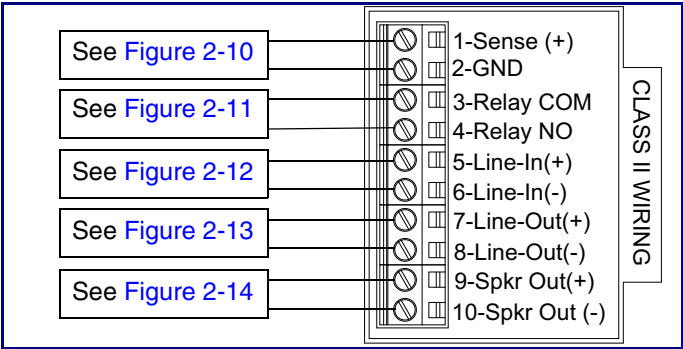 See Figure 2-10
See Figure 2-11
See Figure 2-12
See Figure 2-13
See Figure 2-14
1-Sense (+)
2-GND
3-Relay COM
4-Relay NO
5-Line-In(+)
6-Line-In(-)
7-Line-Out(+)
8-Line-Out(-)
9-Spkr Out(+)
10-Spkr Out (-)
CLASS II WIRING